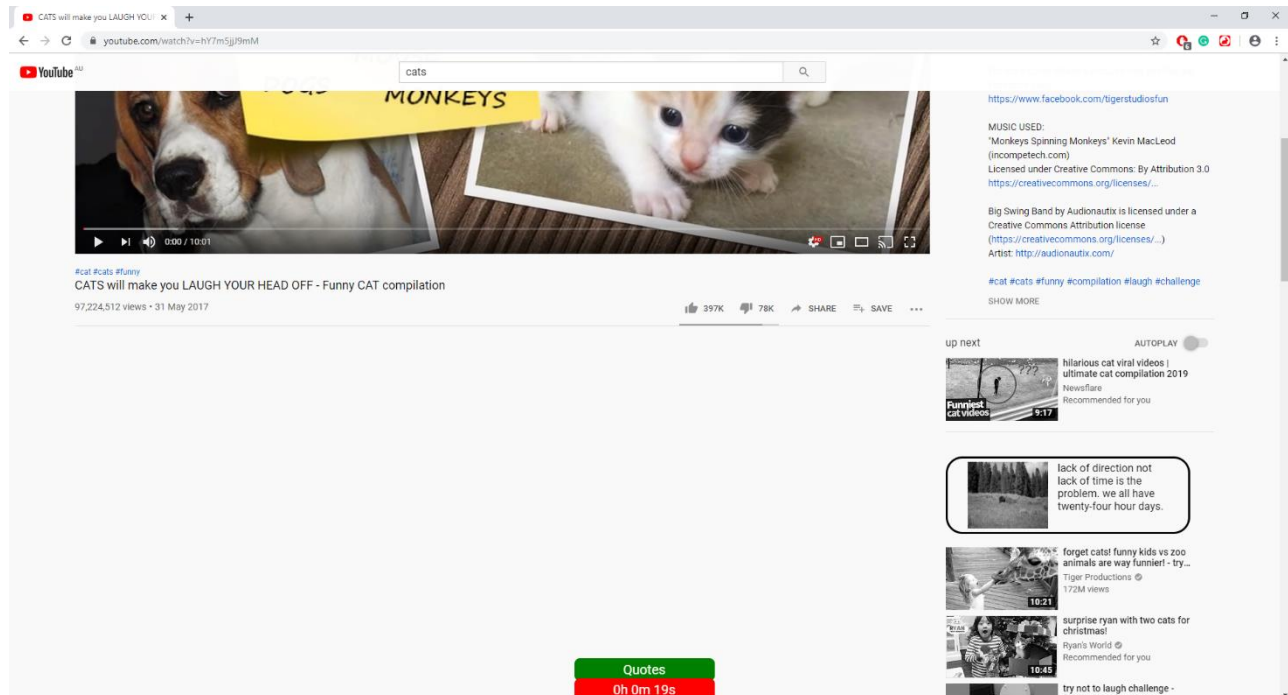 CATS will make you LAUGH YOU
youtube.com/watch?v=hY7m5jjJ9mM
YouTube AU
cats
DOGS
MONKEYS
0:00 / 10:01
HD
#cat #cats #funny
CATS will make you LAUGH YOUR HEAD OFF - Funny CAT compilation
97,224,512 views • 31 May 2017
397K 78K SHARE SAVE
https://www.facebook.com/tigerstudiosfun
MUSIC USED:
"Monkeys Spinning Monkeys" Kevin MacLeod
(incompetech.com)
Licensed under Creative Commons: By Attribution 3.0
https://creativecommons.org/licenses/...
Big Swing Band by Audionautix is licensed under a
Creative Commons Attribution license
(https://creativecommons.org/licenses/...)
Artist: http://audionautix.com/
#cat #cats #funny #compilation #laugh #challenge
SHOW MORE
up next
AUTOPLAY
???
Funniest
cat videos
9:17
hilarious cat viral videos |
ultimate cat compilation 2019
Newsflare
Recommended for you
lack of direction not
lack of time is the
problem. we all have
twenty-four hour days.
10:21
forget cats! funny kids vs zoo
animals are way funnier! - try...
Tiger Productions
172M views
10:45
surprise ryan with two cats for
christmas!
Ryan's World
Recommended for you
try not to laugh challenge -
Quotes
0h 0m 19s